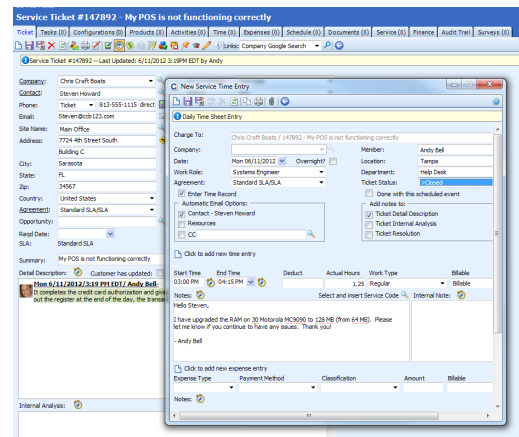 Service Ticket #147892 - My POS is not functioning correctly
Ticket Tasks (0) Configurations (0) Products (0) Activities (0) Time (0) Expenses (0) Schedule (0) Documents (0) Service (0) Finance Audit Trail Surveys (0)
Links: Company Google Search
Service Ticket #147892 -- Last Updated: 6/11/2012 3:19PM EDT by Andy
Company: Chris Craft Boats
Contact: Steven Howard
Phone: Ticket 813-555-1115 direct
Email: Steven@ccb123.com
Site Name: Main Office
Address: 7724 4th Street South
Building C
City: Sarasota
State: FL
Zip: 34567
Country: United States
Agreement: Standard SLA/SLA
Opportunity:
Reqd Date:
SLA: Standard SLA/SLA
Summary: My POS is not functioning correctly
Detail Description: Customer has updated:
Mon 6/11/2012/3:19 PM EDT/ Andy Bell-
It completes the credit card authorization and give
out the register at the end of the day, the transa
Internal Analysis:
New Service Time Entry
Daily Time Sheet Entry
Charge To: Chris Craft Boats / 147892 - My POS is not functioning correctly
Company: Member: Andy Bell
Date: Mon 06/11/2012 Overnight? Location: Tampa
Work Role: Systems Engineer Department: Help Desk
Agreement: Standard SLA/SLA Ticket Status: >Closed
Enter Time Record Done with this scheduled event
Automatic Email Options: Add notes to:
Contact - Steven Howard Ticket Detail Description
Resources Ticket Internal Analysis
CC Ticket Resolution
Click to add new time entry
Start Time End Time Deduct Actual Hours Work Type Billable
03:00 PM 04:15 PM 1.25 Regular Billable
Notes: Select and insert Service Code Internal Note:
Hello Steven,
I have upgraded the RAM on 30 Motorola MC9090 to 128 MB (from 64 MB). Please
let me know if you continue to have any issues. Thank you!
- Andy Bell
Click to add new expense entry
Expense Type Payment Method Classification Amount Billable
Notes: